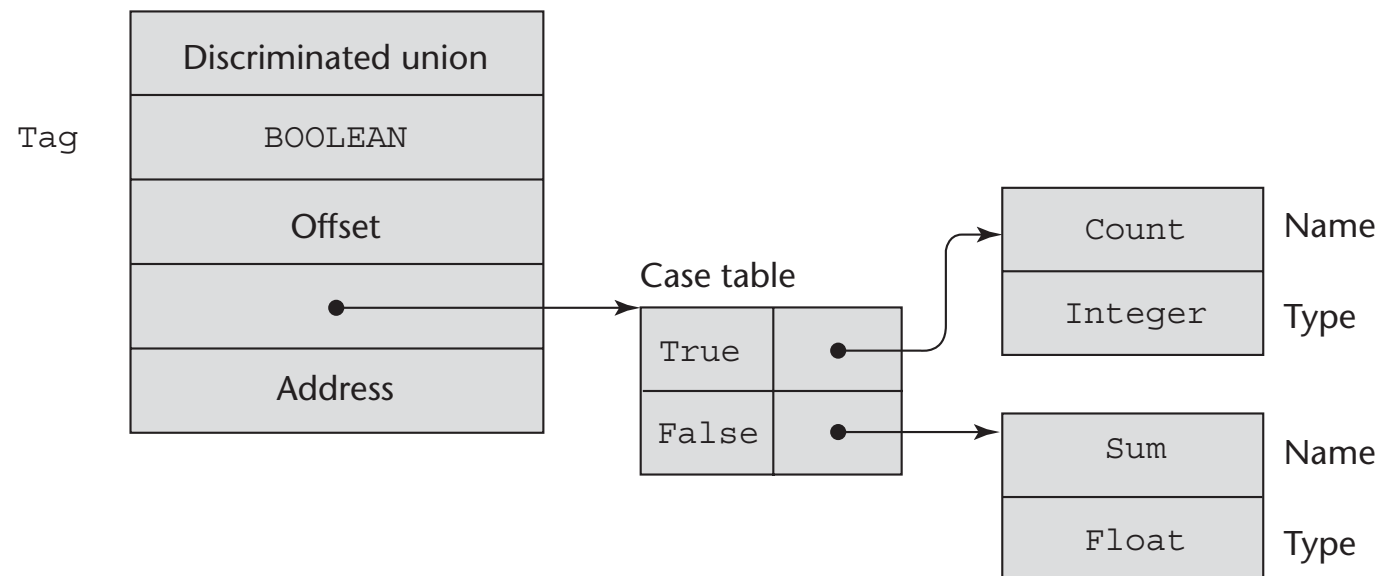 Discriminated union
Tag
BOOLEAN
Offset
Address
Case table
True
False
Count
Name
Integer
Type
Sum
Name
Float
Type